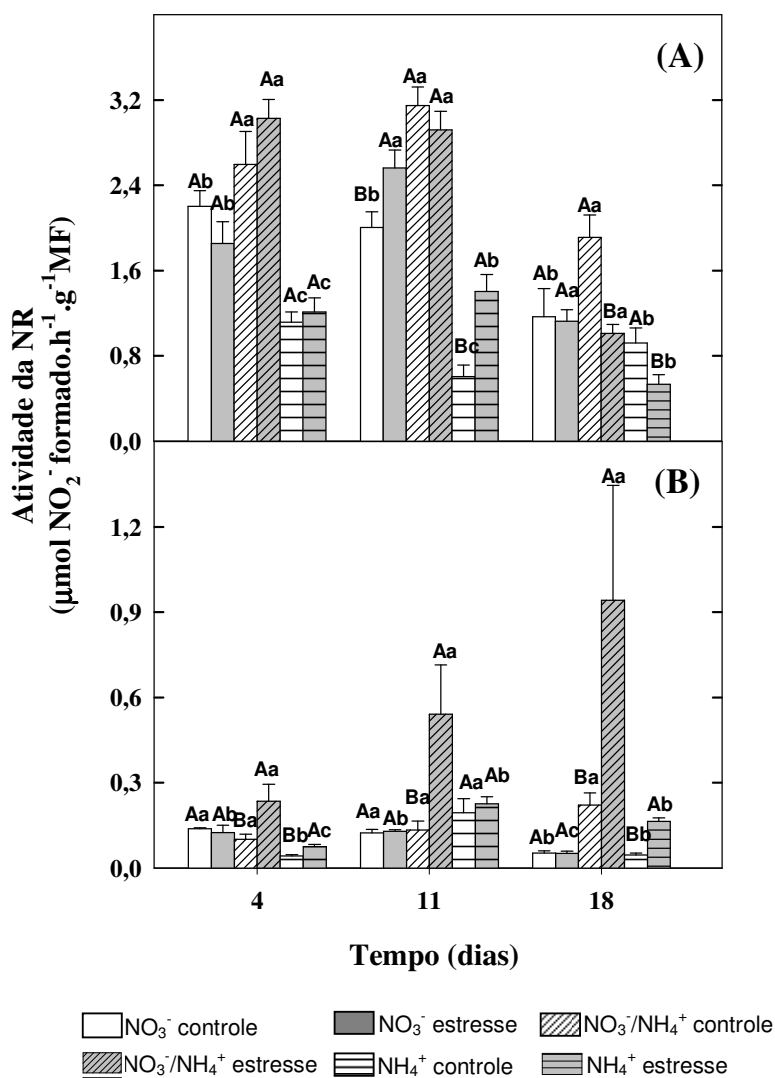 (A)
3,2
2,4
1,6
0,8
0,0
Ab Ab Aa Aa Ac Ac
Bb Aa Aa Aa Bc Ab
Ab Aa Aa Ba Ab Bb
Atividade da NR
(µmol NO₂⁻ formado.h⁻¹.g⁻¹MF)
(B)
1,2
0,9
0,6
0,3
0,0
Aa Ab Ba Aa Bb Ac
Aa Ab Ba Aa Aa Ab
Ab Ac Ba Aa Bb Ab
4 11 18
Tempo (dias)
NO₃⁻ controle NO₃⁻ estresse NO₃⁻/NH₄⁺ controle
NO₃⁻/NH₄⁺ estresse NH₄⁺ controle NH₄⁺ estresse